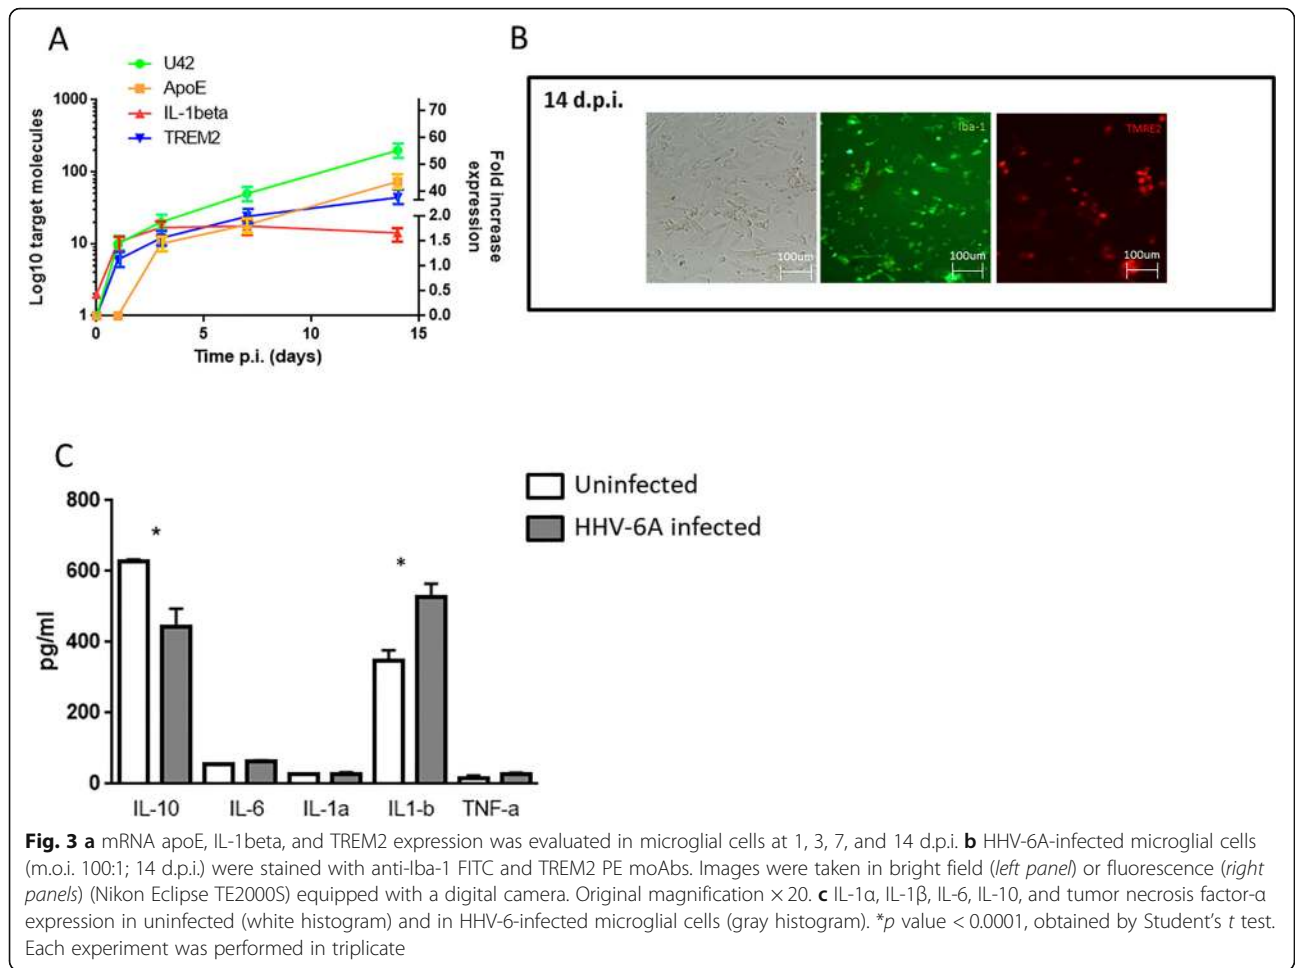 A
U42
ApoE
IL-1beta
TREM2
1000
100
10
1
Log10 target molecules
70
60
50
40
2.0
1.5
1.0
0.5
0.0
Fold increase
expression
0 5 10 15
Time p.i. (days)
B
14 d.p.i.
100um
Iba-1
100um
TMRE2
100um
C
Uninfected
HHV-6A infected
800
600
400
200
0
pg/ml
*
*
IL-10 IL-6 IL-1a IL1-b TNF-a
Fig. 3 a mRNA apoE, IL-1beta, and TREM2 expression was evaluated in microglial cells at 1, 3, 7, and 14 d.p.i. b HHV-6A-infected microglial cells
(m.o.i. 100:1; 14 d.p.i.) were stained with anti-Iba-1 FITC and TREM2 PE moAbs. Images were taken in bright field (left panel) or fluorescence (right
panels) (Nikon Eclipse TE2000S) equipped with a digital camera. Original magnification × 20. c IL-1α, IL-1β, IL-6, IL-10, and tumor necrosis factor-α
expression in uninfected (white histogram) and in HHV-6-infected microglial cells (gray histogram). *p value < 0.0001, obtained by Student's t test.
Each experiment was performed in triplicate